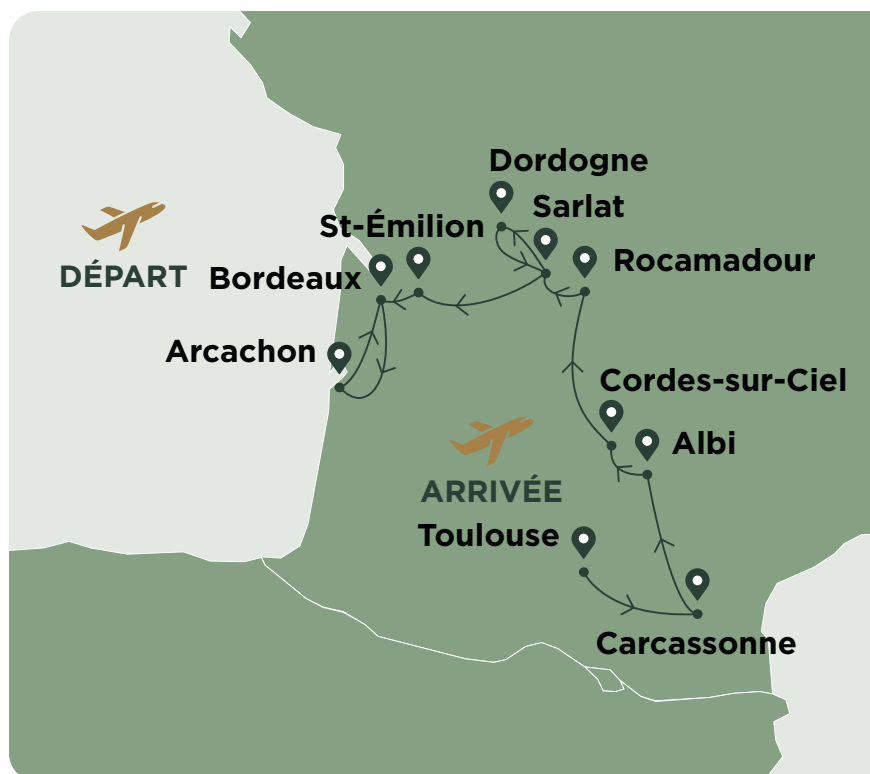 Dordogne
Sarlat
St-Émilion
Rocamadour
DÉPART
Bordeaux
Arcachon
Cordes-sur-Ciel
Albi
ARRIVÉE
Toulouse
Carcassonne